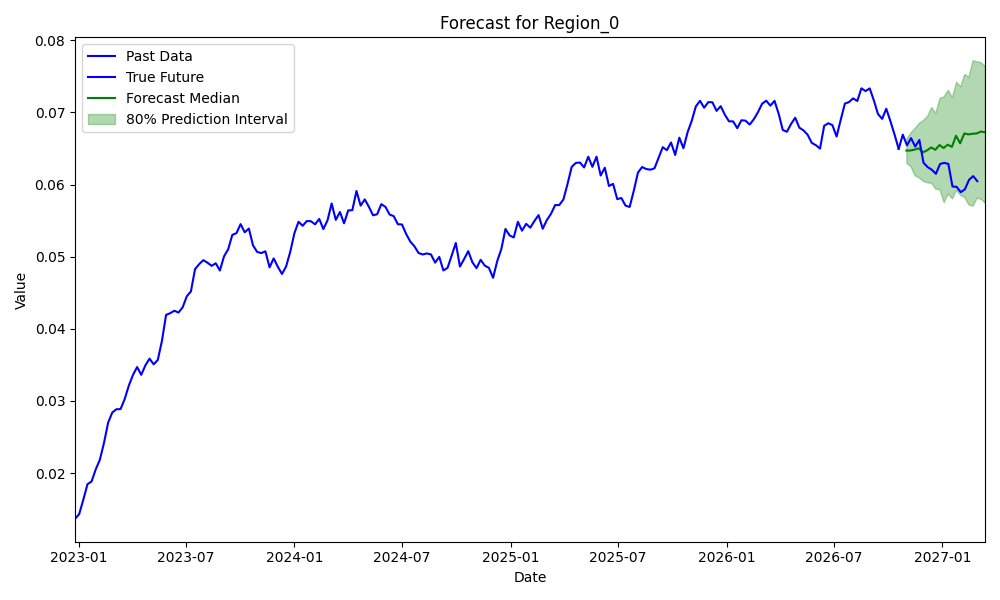 Forecast for Region_0
Past Data
True Future
Forecast Median
80% Prediction Interval
0.08
0.07
0.06
0.05
0.04
0.03
0.02
Value
2023-01
2023-07
2024-01
2024-07
2025-01
2025-07
2026-01
2026-07
2027-01
Date